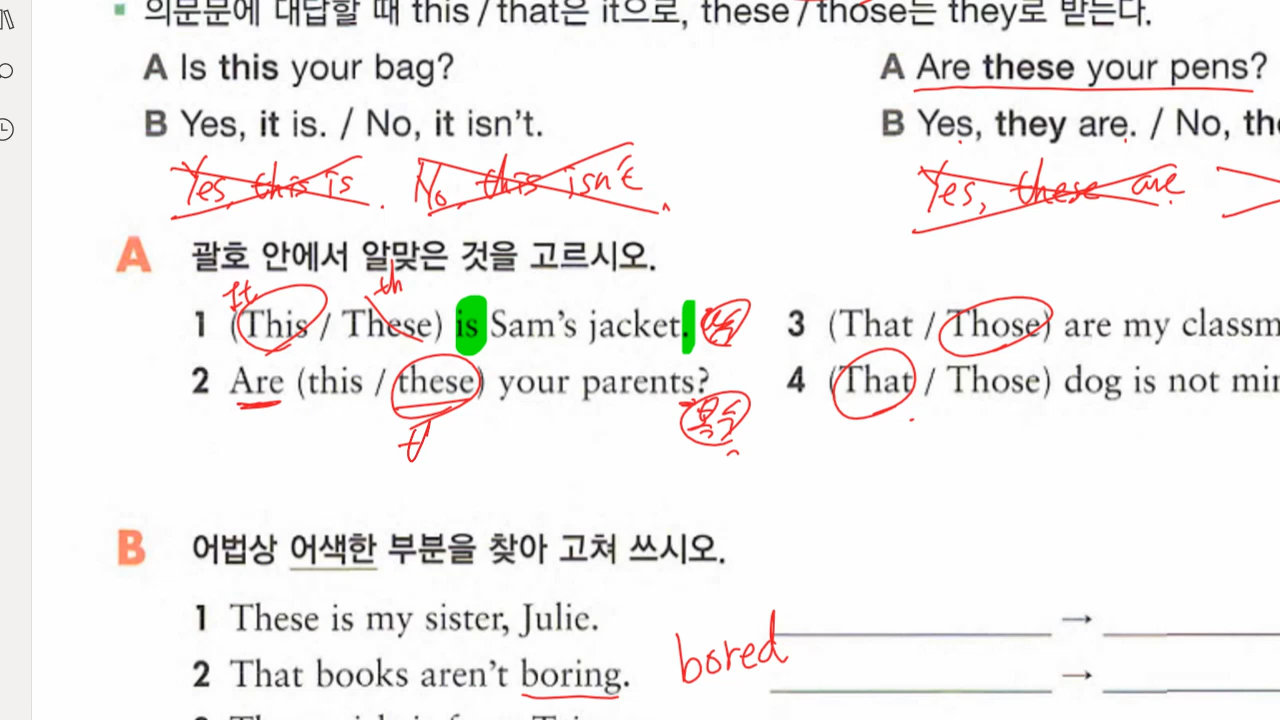 의문문에 대답할 때 this / that은 it으로, these / those는 they로 받는다.
A Is this your bag?
B Yes, it is. / No, it isn't.
A Are these your pens?
B Yes, they are. / No, the
Yes, this is. No, this isn't
Yes, these are
A 괄호 안에서 알맞은 것을 고르시오.
It th
1 (This / These) is Sam's jacket.
2 Are (this / these) your parents?
복수
3 (That / Those) are my classm
4 (That / Those) dog is not min
B 어법상 어색한 부분을 찾아 고쳐 쓰시오.
1 These is my sister, Julie. →
2 That books aren't boring. bored →